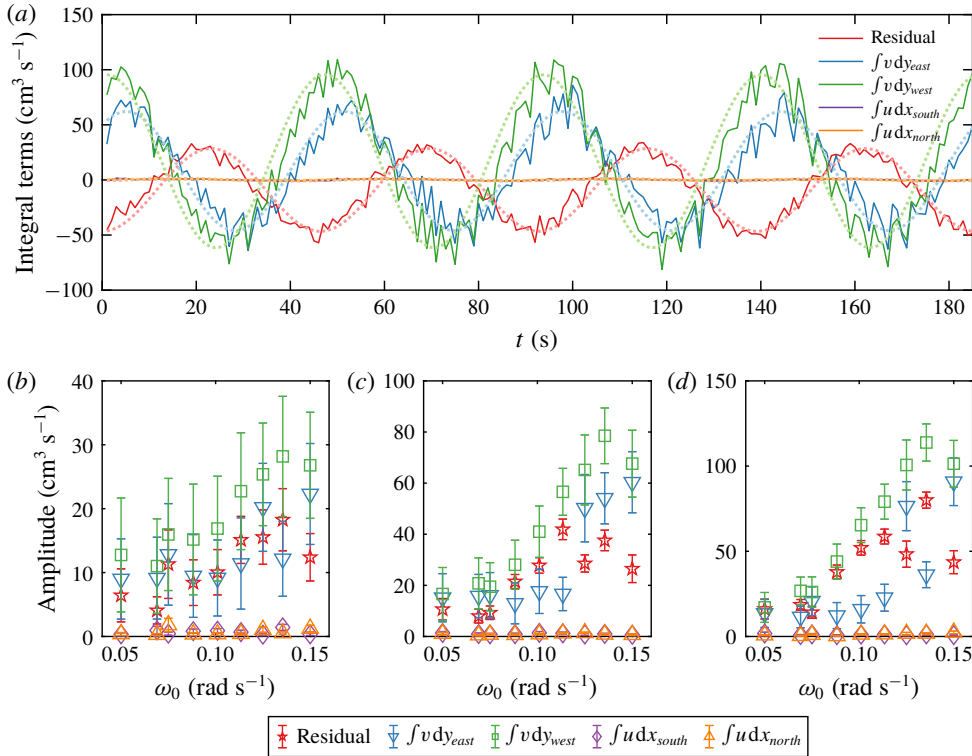 (a)
150
100
50
0
−50
−100
Integral terms (cm³ s⁻¹)
Residual
∫v dy_east
∫v dy_west
∫u dx_south
∫u dx_north
0 20 40 60 80 100 120 140 160 180
t (s)
(b) (c) (d)
40
30
20
10
0
Amplitude (cm³ s⁻¹)
0.05 0.10 0.15
ω₀ (rad s⁻¹)
100
80
60
40
20
0
0.05 0.10 0.15
ω₀ (rad s⁻¹)
150
100
50
0
0.05 0.10 0.15
ω₀ (rad s⁻¹)
Residual ∫v dy_east ∫v dy_west ∫u dx_south ∫u dx_north